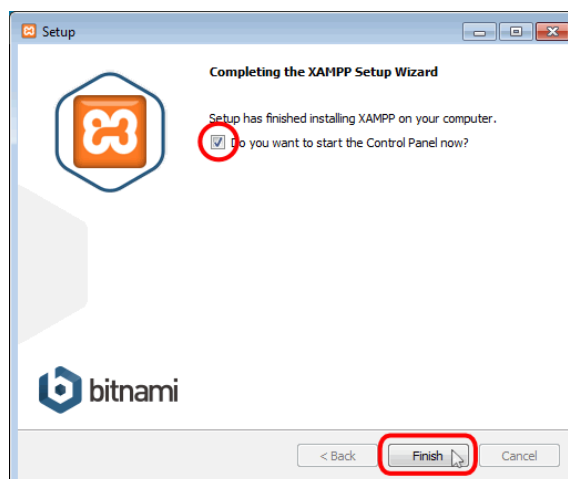 Setup
Completing the XAMPP Setup Wizard
Setup has finished installing XAMPP on your computer.
Do you want to start the Control Panel now?
bitnami
< Back
Finish
Cancel